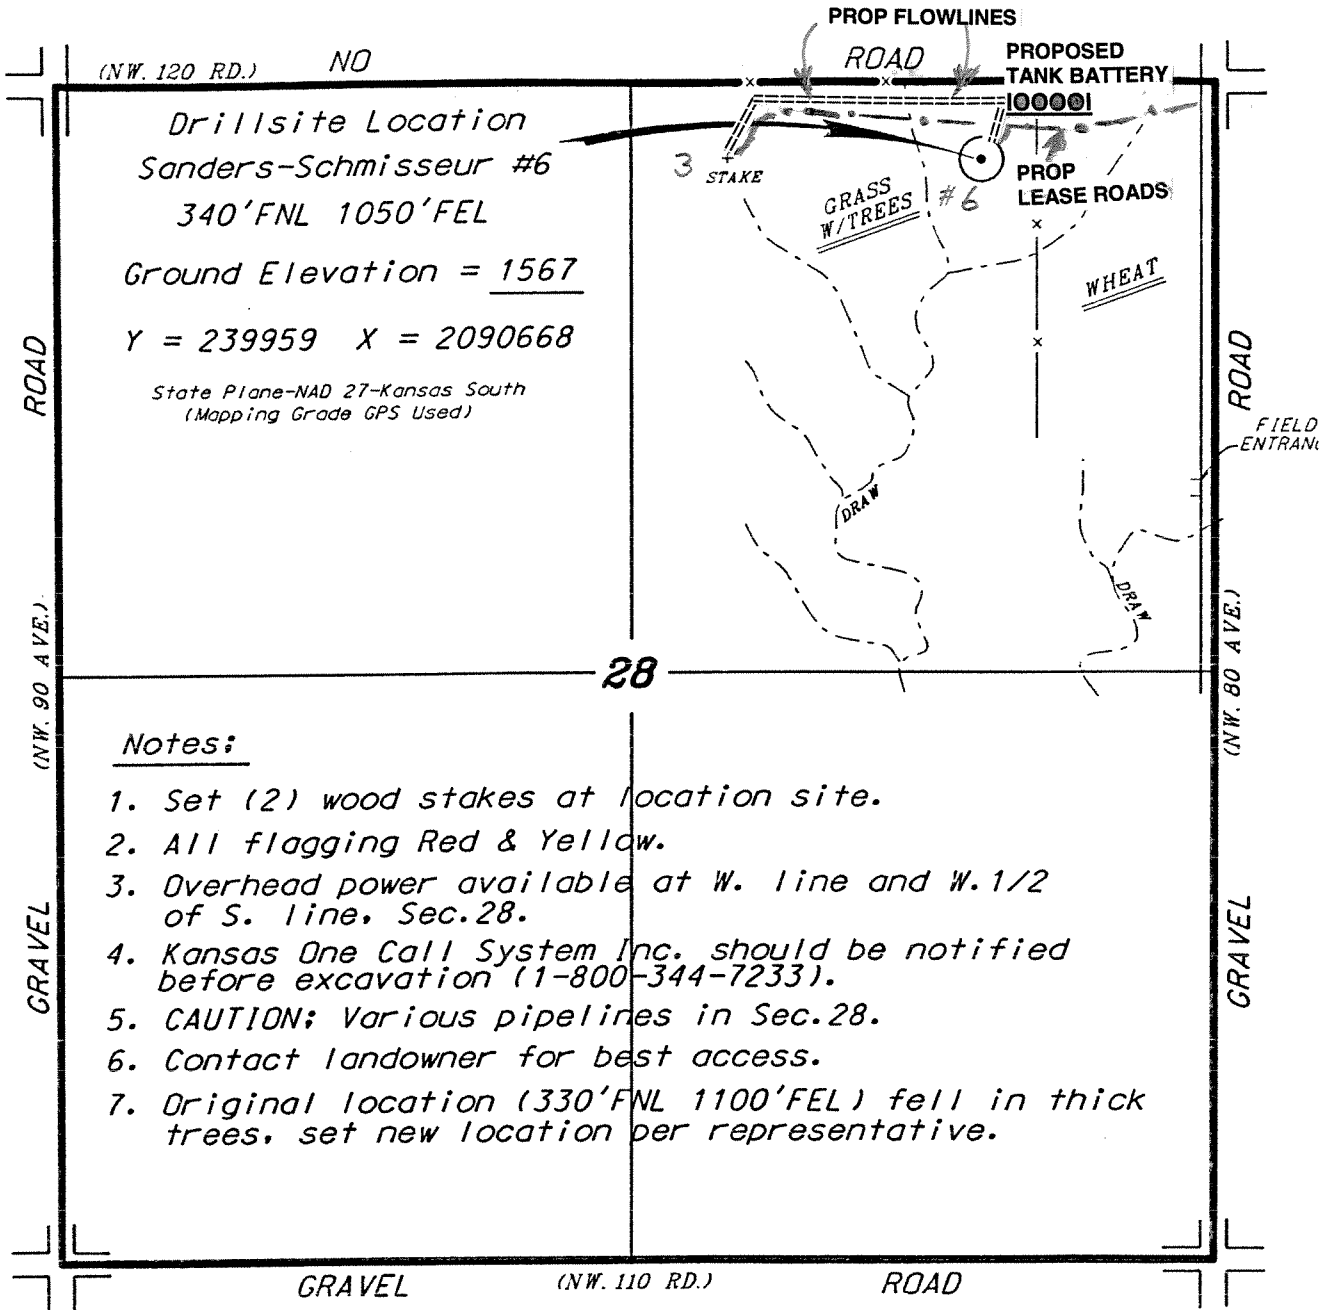 PROP FLOWLINES
(NW. 120 RD.) NO ROAD
PROPOSED
TANK BATTERY
Drillsite Location
Sanders-Schmisseur #6
340'FNL 1050'FEL
Ground Elevation = 1567
Y = 239959 X = 2090668
State Plane-NAD 27-Kansas South
(Mapping Grade GPS Used)
3
STAKE
GRASS
W/TREES
#6
PROP
LEASE ROADS
WHEAT
ROAD
ROAD
FIELD
DRAW
DRAW
(NW. 90 AVE.)
(NW. 80 AVE.)
28
Notes:
1. Set (2) wood stakes at location site.
2. All flagging Red & Yellow.
3. Overhead power available at W. line and W.1/2
of S. line, Sec.28.
4. Kansas One Call System Inc. should be notified
before excavation (1-800-344-7233).
5. CAUTION: Various pipelines in Sec.28.
6. Contact landowner for best access.
7. Original location (330'FNL 1100'FEL) fell in thick
trees, set new location per representative.
GRAVEL
GRAVEL
GRAVEL (NW. 110 RD.) ROAD